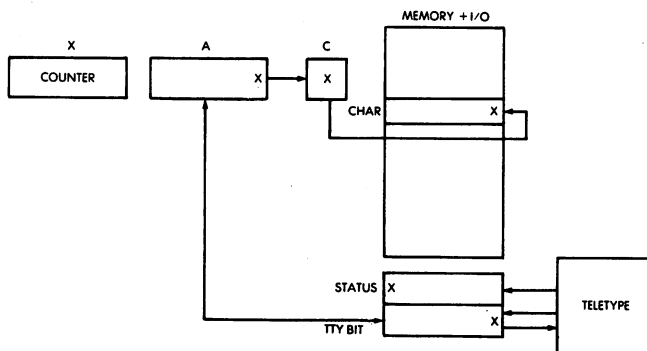 MEMORY + I/O
X
A
C
COUNTER
X
X
CHAR
X
STATUS
X
TELETYPE
TTY BIT
X